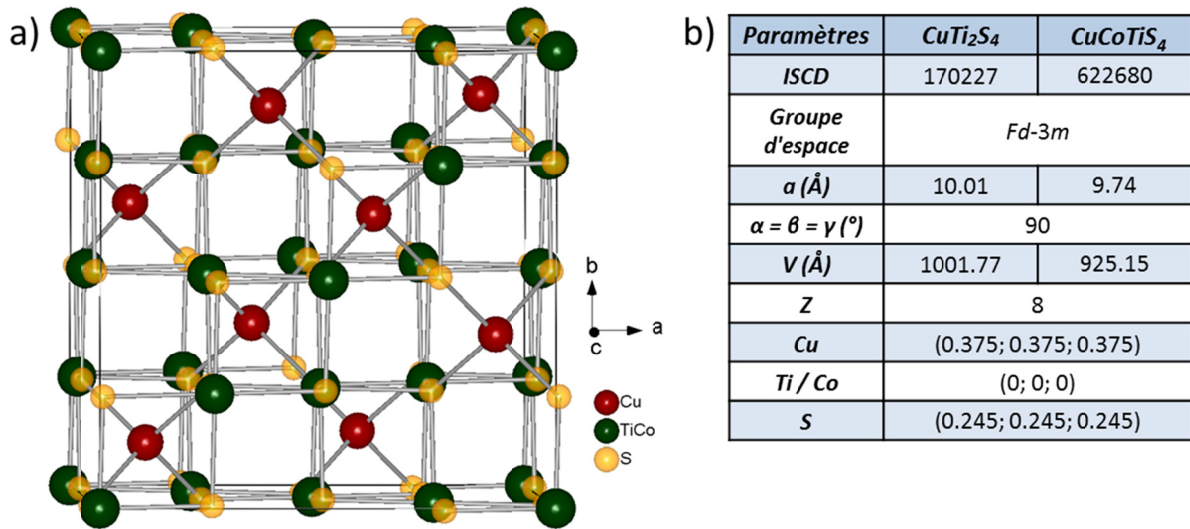 a)
b
a
c
Cu
TiCo
S
b)
Paramètres CuTi₂S₄ CuCoTiS₄
ISCD 170227 622680
Groupe
d'espace
Fd-3m
a (Å) 10.01 9.74
α = β = γ (°) 90
V (Å) 1001.77 925.15
Z 8
Cu (0.375; 0.375; 0.375)
Ti / Co (0; 0; 0)
S (0.245; 0.245; 0.245)